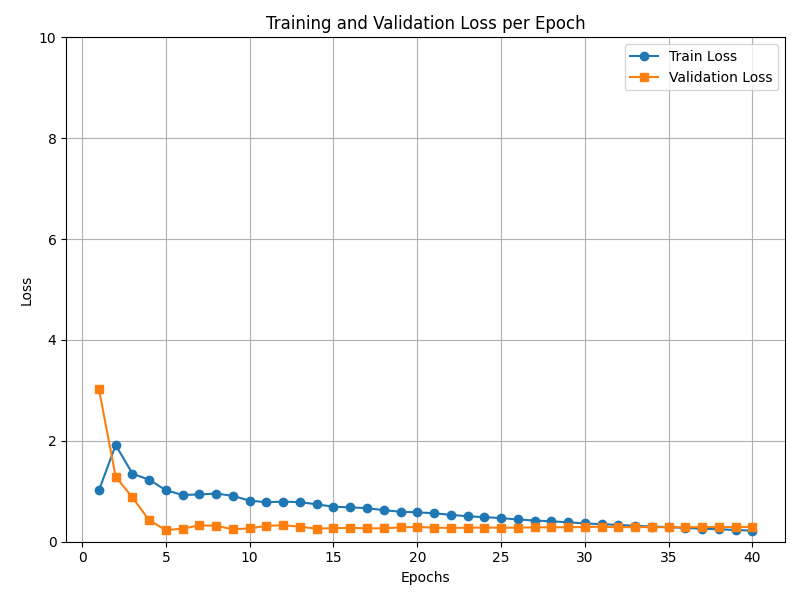 Training and Validation Loss per Epoch
Train Loss
Validation Loss
10
8
6
4
2
0
Loss
0 5 10 15 20 25 30 35 40
Epochs